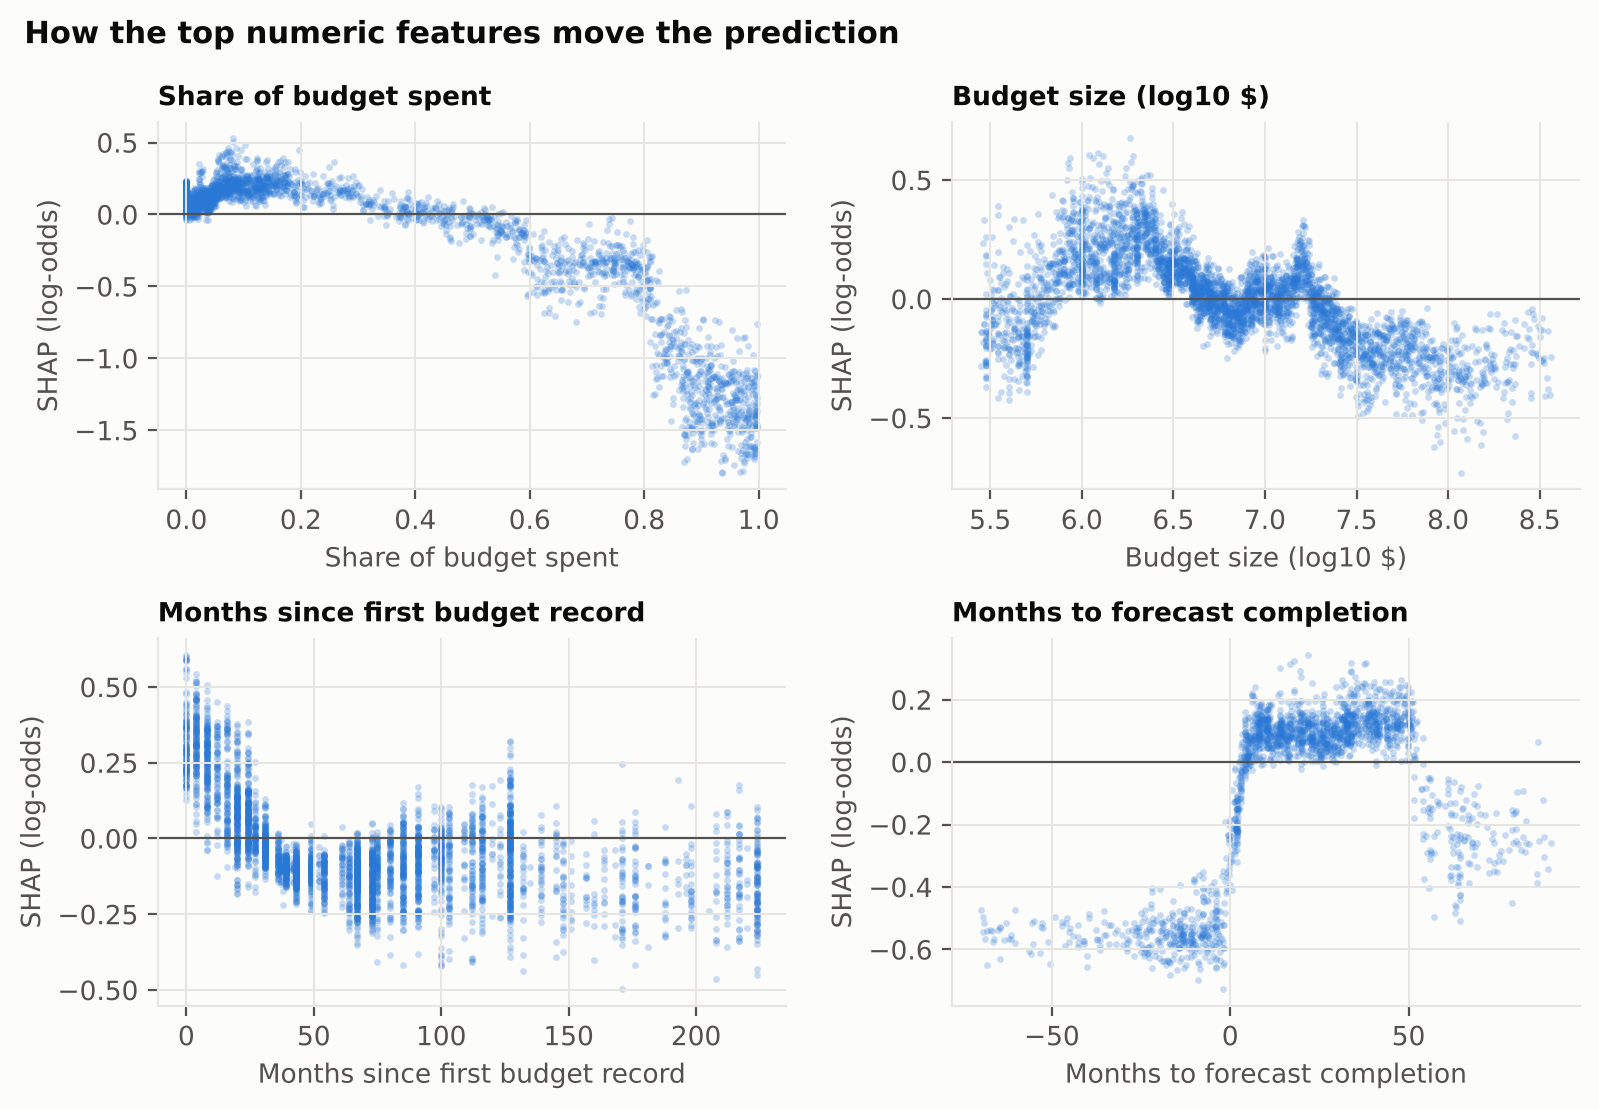 How the top numeric features move the prediction
Share of budget spent
SHAP (log-odds)
0.5
0.0
−0.5
−1.0
−1.5
0.0 0.2 0.4 0.6 0.8 1.0
Share of budget spent
Budget size (log10 $)
SHAP (log-odds)
0.5
0.0
−0.5
5.5 6.0 6.5 7.0 7.5 8.0 8.5
Budget size (log10 $)
Months since first budget record
SHAP (log-odds)
0.50
0.25
0.00
−0.25
−0.50
0 50 100 150 200
Months since first budget record
Months to forecast completion
SHAP (log-odds)
0.2
0.0
−0.2
−0.4
−0.6
−50 0 50
Months to forecast completion